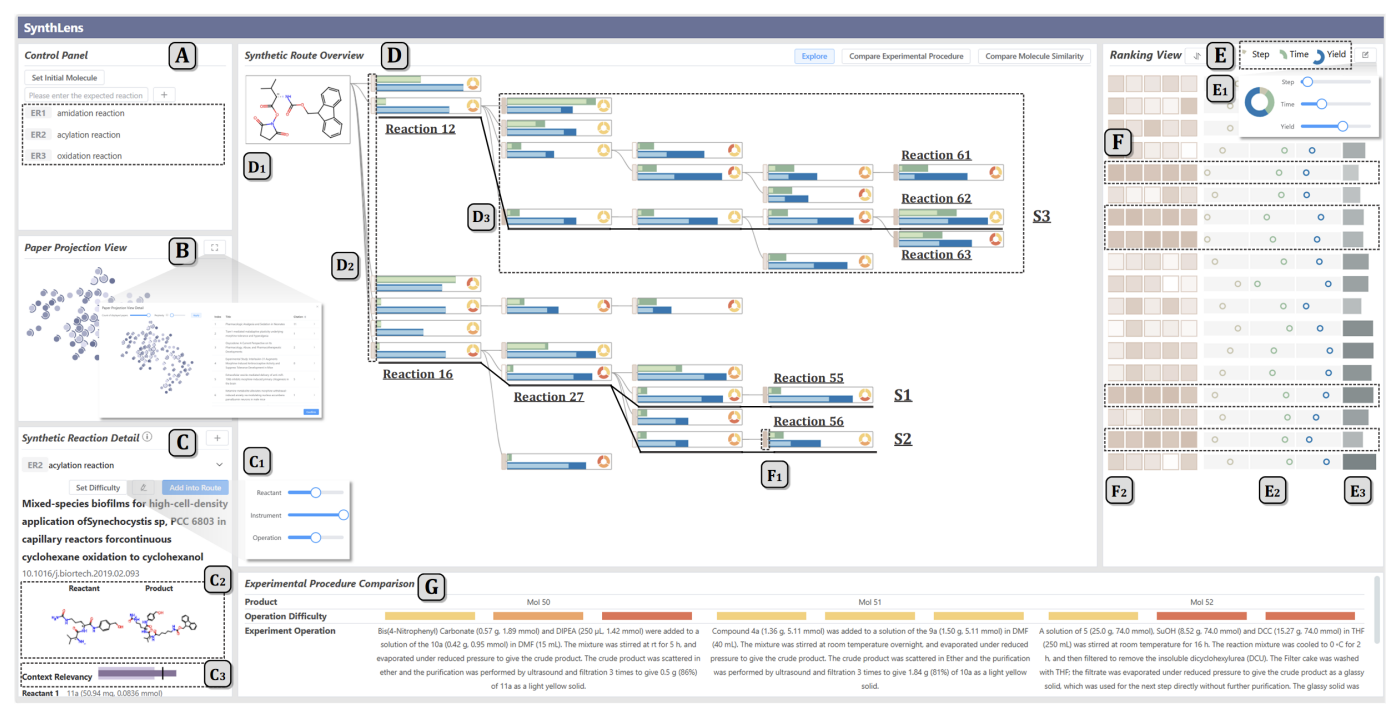 SynthLens
Control Panel
A
Set Initial Molecule
Please enter the expected reaction
+
ER1 amidation reaction
ER2 acylation reaction
ER3 oxidation reaction
Paper Projection View
B
Paper Projection View Detail
Synthetic Reaction Detail
C
+
ER2 acylation reaction
Set Difficulty
Add into Route
Mixed-species biofilms for high-cell-density
application ofSynechocystis sp, PCC 6803 in
capillary reactors forcontinuous
cyclohexane oxidation to cyclohexanol
10.1016/j.biortech.2019.02.093
C2
Reactant Product
Context Relevancy
C3
Reactant 1 11a (50.94 mg, 0.0836 mmol)
Synthetic Route Overview
D
Explore
Compare Experimental Procedure
Compare Molecule Similarity
D1
Reaction 12
D2
D3
Reaction 61
Reaction 62
S3
Reaction 63
Reaction 16
Reaction 27
Reaction 55
S1
Reaction 56
S2
F1
C1
Reactant
Instrument
Operation
Ranking View
E
Step Time Yield
E1
Step
Time
Yield
F
F2
E2
E3
Experimental Procedure Comparison
G
Product Mol 50 Mol 51 Mol 52
Operation Difficulty
Experiment Operation
Bis(4-Nitrophenyl) Carbonate (0.57 g, 1.89 mmol) and DIPEA (250 μL, 1.42 mmol) were added to a
solution of the 10a (0.42 g, 0.95 mmol) in DMF (15 mL). The mixture was stirred at rt for 5 h, and
evaporated under reduced pressure to give the crude product. The crude product was scattered in
ether and the purification was performed by ultrasound and filtration 3 times to give 0.5 g (86%)
of 11a as a light yellow solid.
Compound 4a (1.36 g, 5.11 mmol) was added to a solution of the 9a (1.50 g, 5.11 mmol) in DMF
(40 mL). The mixture was stirred at room temperature overnight, and evaporated under reduced
pressure to give the crude product. The crude product was scattered in Ether and the purification
was performed by ultrasound and filtration 3 times to give 1.84 g (81%) of 10a as a light yellow
solid.
A solution of 5 (25.0 g, 74.0 mmol), SuOH (8.52 g, 74.0 mmol) and DCC (15.27 g, 74.0 mmol) in THF
(250 mL) was stirred at room temperature for 16 h. The reaction mixture was cooled to 0 •C for 2
h, and then filtered to remove the insoluble dicyclohexylurea (DCU). The Filter cake was washed
with THF; the filtrate was evaporated under reduced pressure to give the crude product as a glassy
solid, which was used for the next step directly without further purification. The glassy solid was